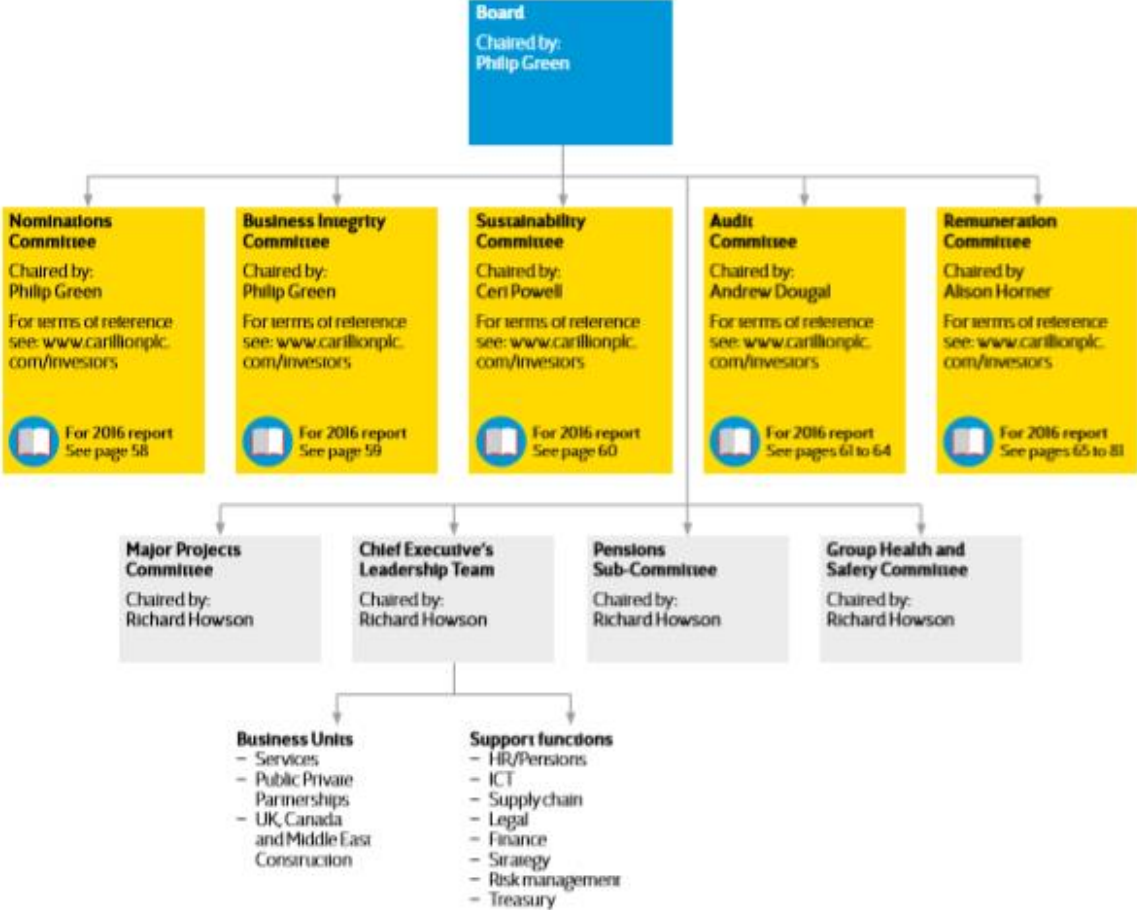 Board
Chaired by:
Philip Green
Nominations
Committee
Chaired by:
Philip Green
For terms of reference
see: www.carillionplc.
com/investors
For 2016 report
See page 58
Business Integrity
Committee
Chaired by:
Philip Green
For terms of reference
see: www.carillionplc.
com/investors
For 2016 report
See page 59
Sustainability
Committee
Chaired by:
Ceri Powell
For terms of reference
see: www.carillionplc.
com/investors
For 2016 report
See page 60
Audit
Committee
Chaired by:
Andrew Dougal
For terms of reference
see: www.carillionplc.
com/investors
For 2016 report
See pages 61 to 64
Remuneration
Committee
Chaired by
Alison Horner
For terms of reference
see: www.carillionplc.
com/investors
For 2016 report
See pages 65 to 81
Major Projects
Committee
Chaired by:
Richard Howson
Chief Executive's
Leadership Team
Chaired by:
Richard Howson
Pensions
Sub-Committee
Chaired by:
Richard Howson
Group Health and
Safety Committee
Chaired by:
Richard Howson
Business Units
– Services
– Public Private
Partnerships
– UK, Canada
and Middle East
Construction
Support functions
– HR/Pensions
– ICT
– Supply chain
– Legal
– Finance
– Strategy
– Risk management
– Treasury